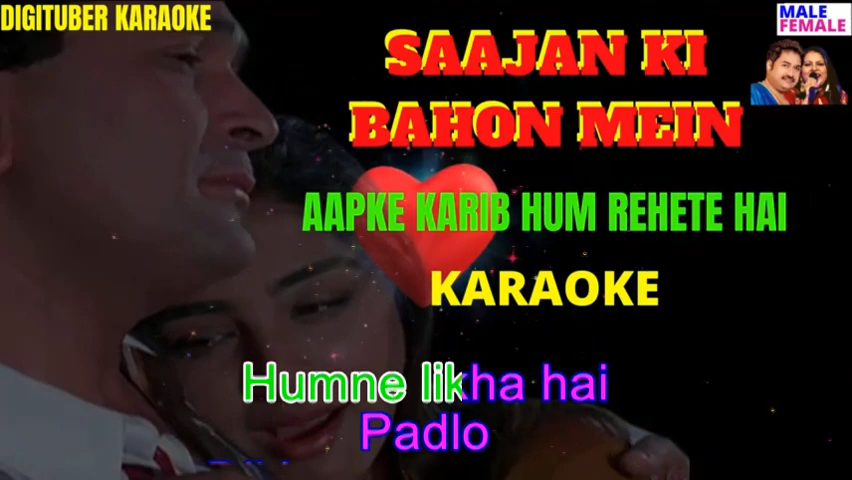 DIGITUBER KARAOKE
MALE
FEMALE
SAAJAN KI
BAHON MEIN
AAPKE KARIB HUM REHETE HAI
KARAOKE
Humne likha hai
Padlo